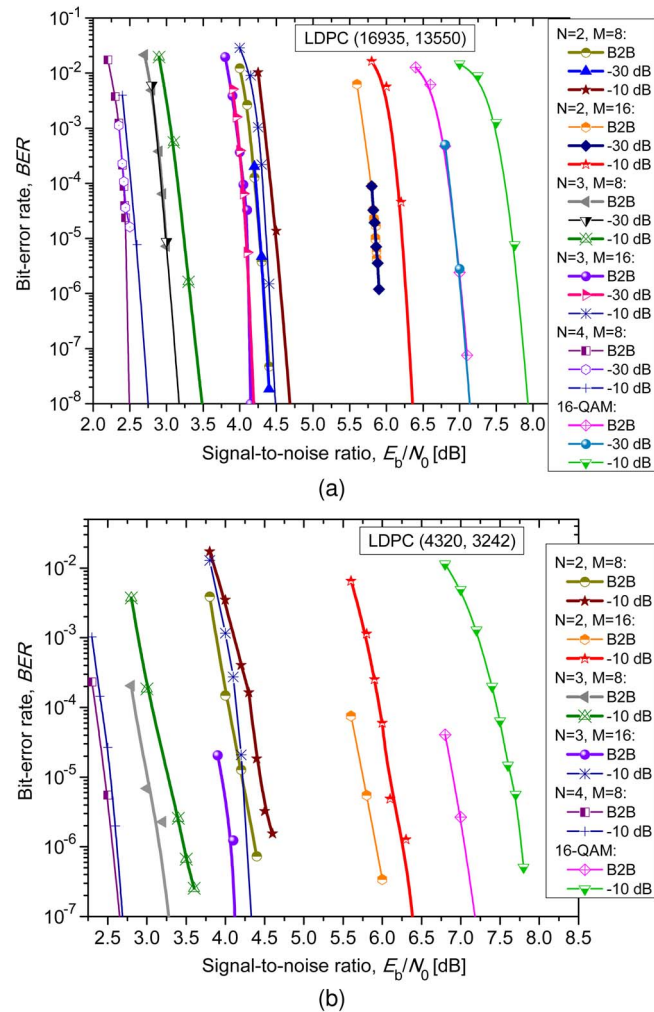 LDPC (16935, 13550)
Bit-error rate, BER
10⁻¹
10⁻²
10⁻³
10⁻⁴
10⁻⁵
10⁻⁶
10⁻⁷
10⁻⁸
2.0 2.5 3.0 3.5 4.0 4.5 5.0 5.5 6.0 6.5 7.0 7.5 8.0
Signal-to-noise ratio, E_b/N_0 [dB]
N=2, M=8:
B2B
-30 dB
-10 dB
N=2, M=16:
B2B
-30 dB
-10 dB
N=3, M=8:
B2B
-30 dB
-10 dB
N=3, M=16:
B2B
-30 dB
-10 dB
N=4, M=8:
B2B
-30 dB
-10 dB
16-QAM:
B2B
-30 dB
-10 dB
(a)
LDPC (4320, 3242)
Bit-error rate, BER
10⁻²
10⁻³
10⁻⁴
10⁻⁵
10⁻⁶
10⁻⁷
2.5 3.0 3.5 4.0 4.5 5.0 5.5 6.0 6.5 7.0 7.5 8.0 8.5
Signal-to-noise ratio, E_b/N_0 [dB]
N=2, M=8:
B2B
-10 dB
N=2, M=16:
B2B
-10 dB
N=3, M=8:
B2B
-10 dB
N=3, M=16:
B2B
-10 dB
N=4, M=8:
B2B
-10 dB
16-QAM:
B2B
-10 dB
(b)